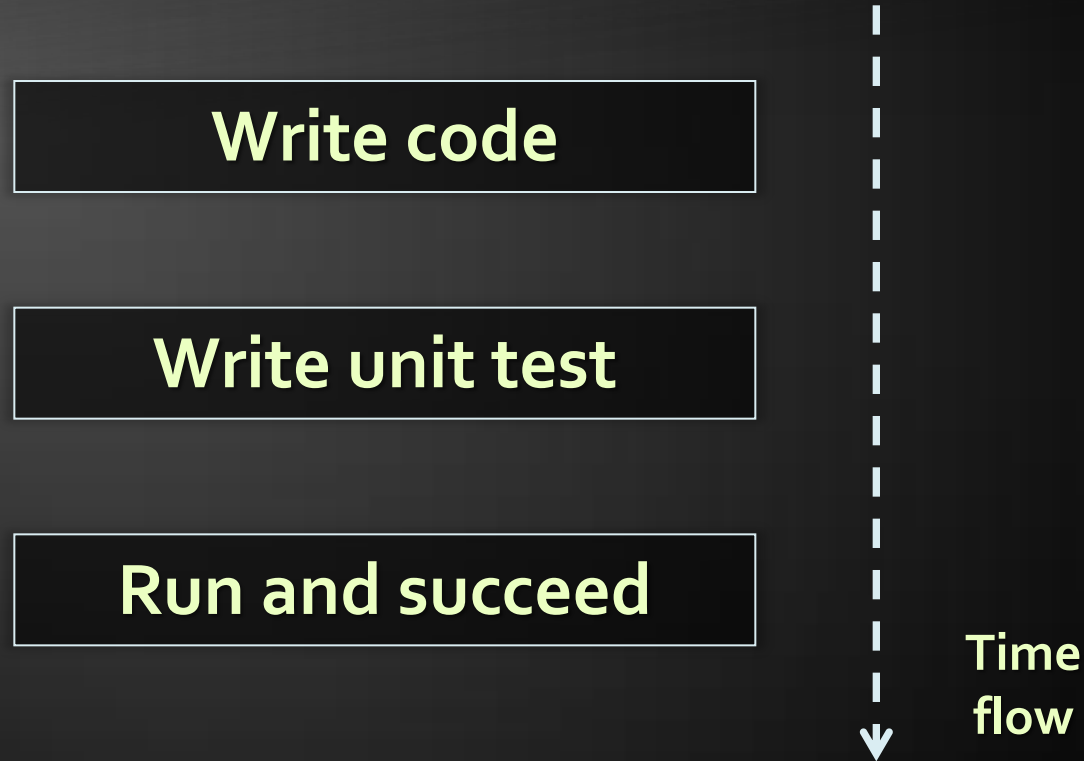 Write code
Write unit test
Run and succeed
Time
flow